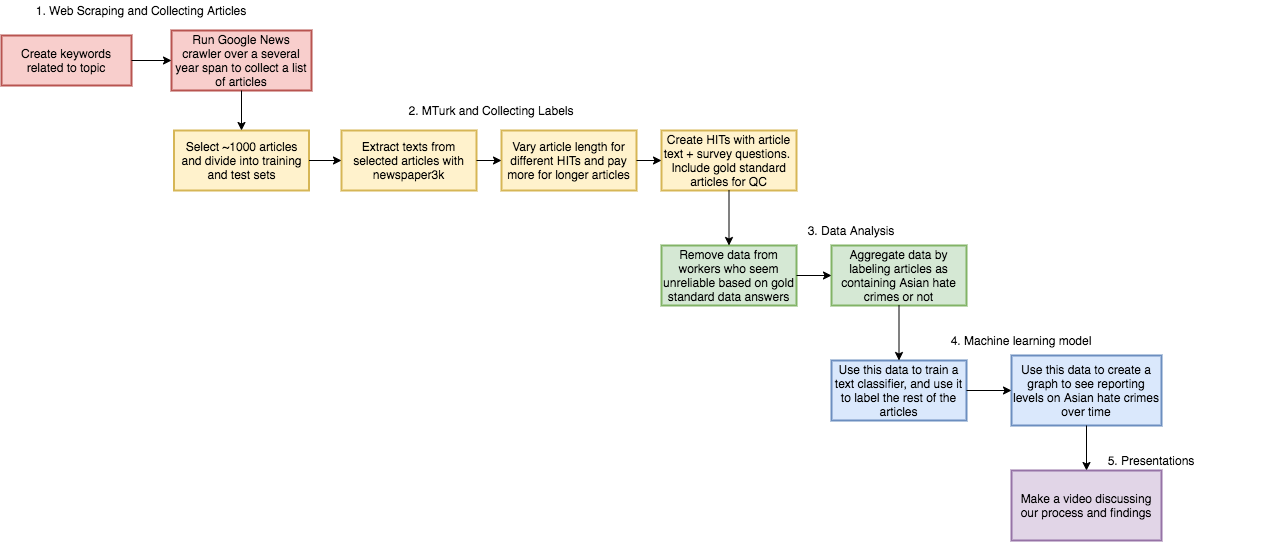 1. Web Scraping and Collecting Articles
Create keywords
related to topic
Run Google News
crawler over a several
year span to collect a list
of articles
2. MTurk and Collecting Labels
Select ~1000 articles
and divide into training
and test sets
Extract texts from
selected articles with
newspaper3k
Vary article length for
different HITs and pay
more for longer articles
Create HITs with article
text + survey questions.
Include gold standard
articles for QC
3. Data Analysis
Remove data from
workers who seem
unreliable based on gold
standard data answers
Aggregate data by
labeling articles as
containing Asian hate
crimes or not
4. Machine learning model
Use this data to train a
text classifier, and use it
to label the rest of the
articles
Use this data to create a
graph to see reporting
levels on Asian hate crimes
over time
5. Presentations
Make a video discussing
our process and findings